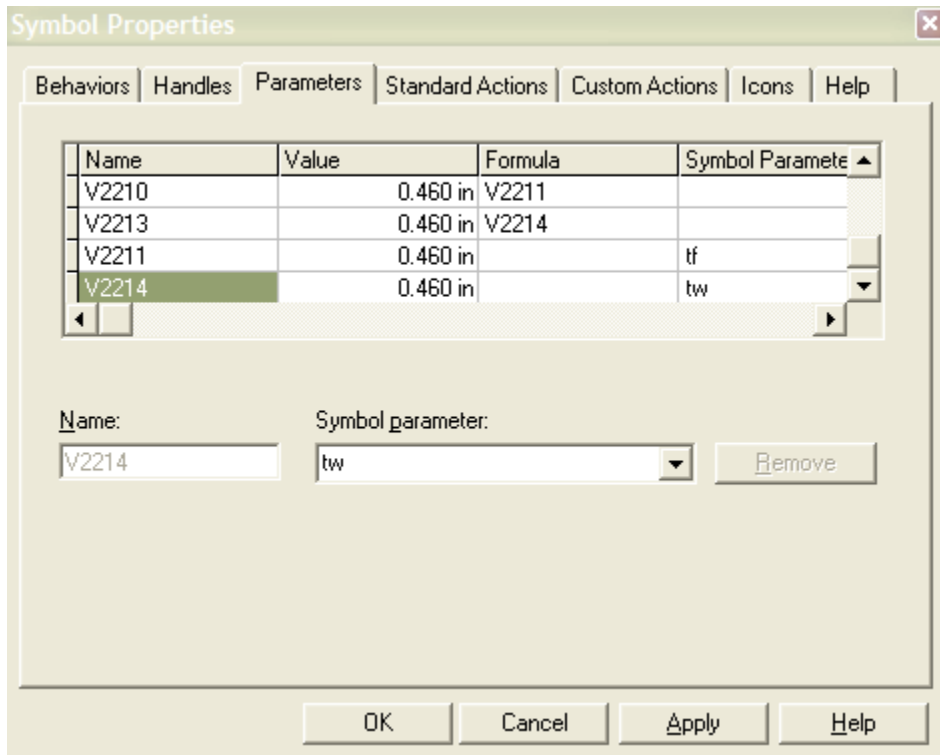 Symbol Properties
Behaviors Handles Parameters Standard Actions Custom Actions Icons Help
Name Value Formula Symbol Paramete
V2210 0.460 in V2211
V2213 0.460 in V2214
V2211 0.460 in tf
V2214 0.460 in tw
Name: Symbol parameter:
V2214 tw Remove
OK Cancel Apply Help